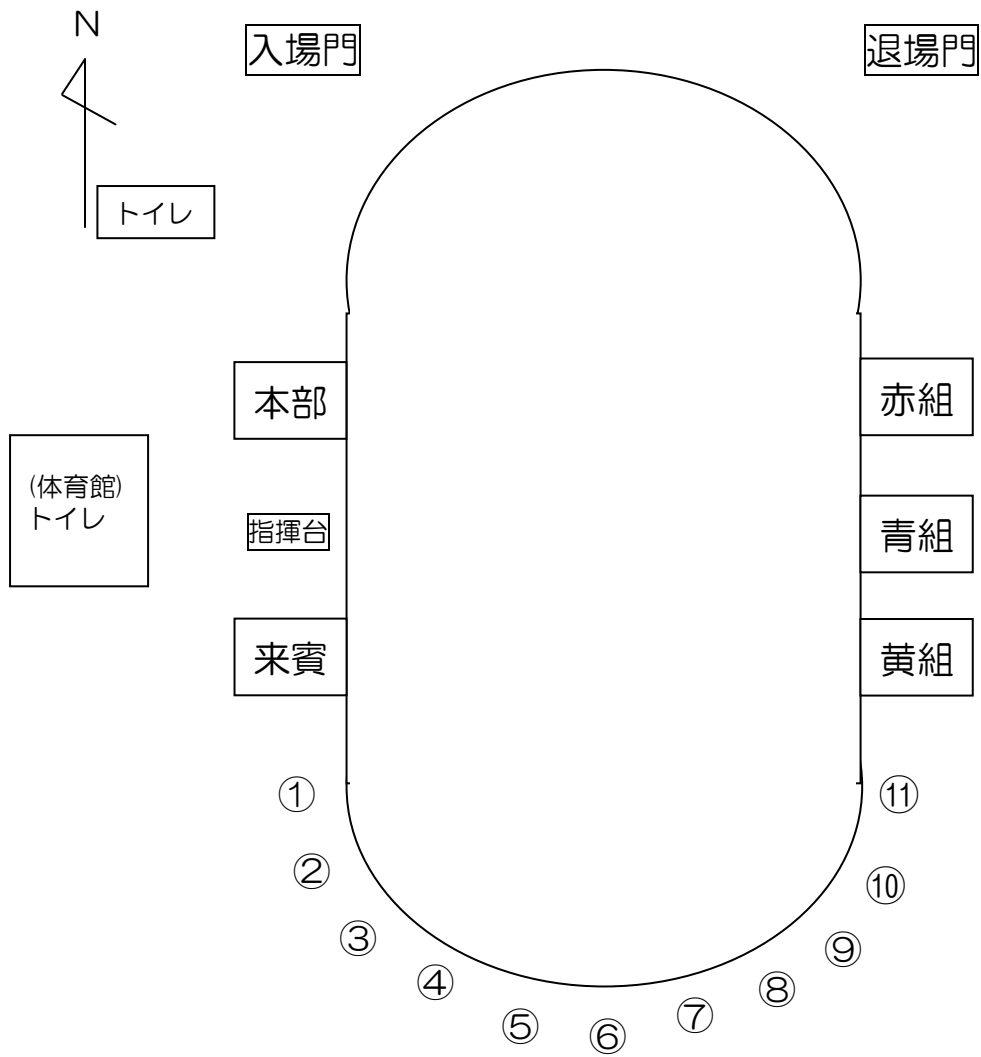 N
入場門
退場門
トイレ
本部
赤組
(体育館)
トイレ
指揮台
青組
来賓
黄組
①
⑪
②
⑩
③
⑨
④
⑧
⑤
⑦
⑥